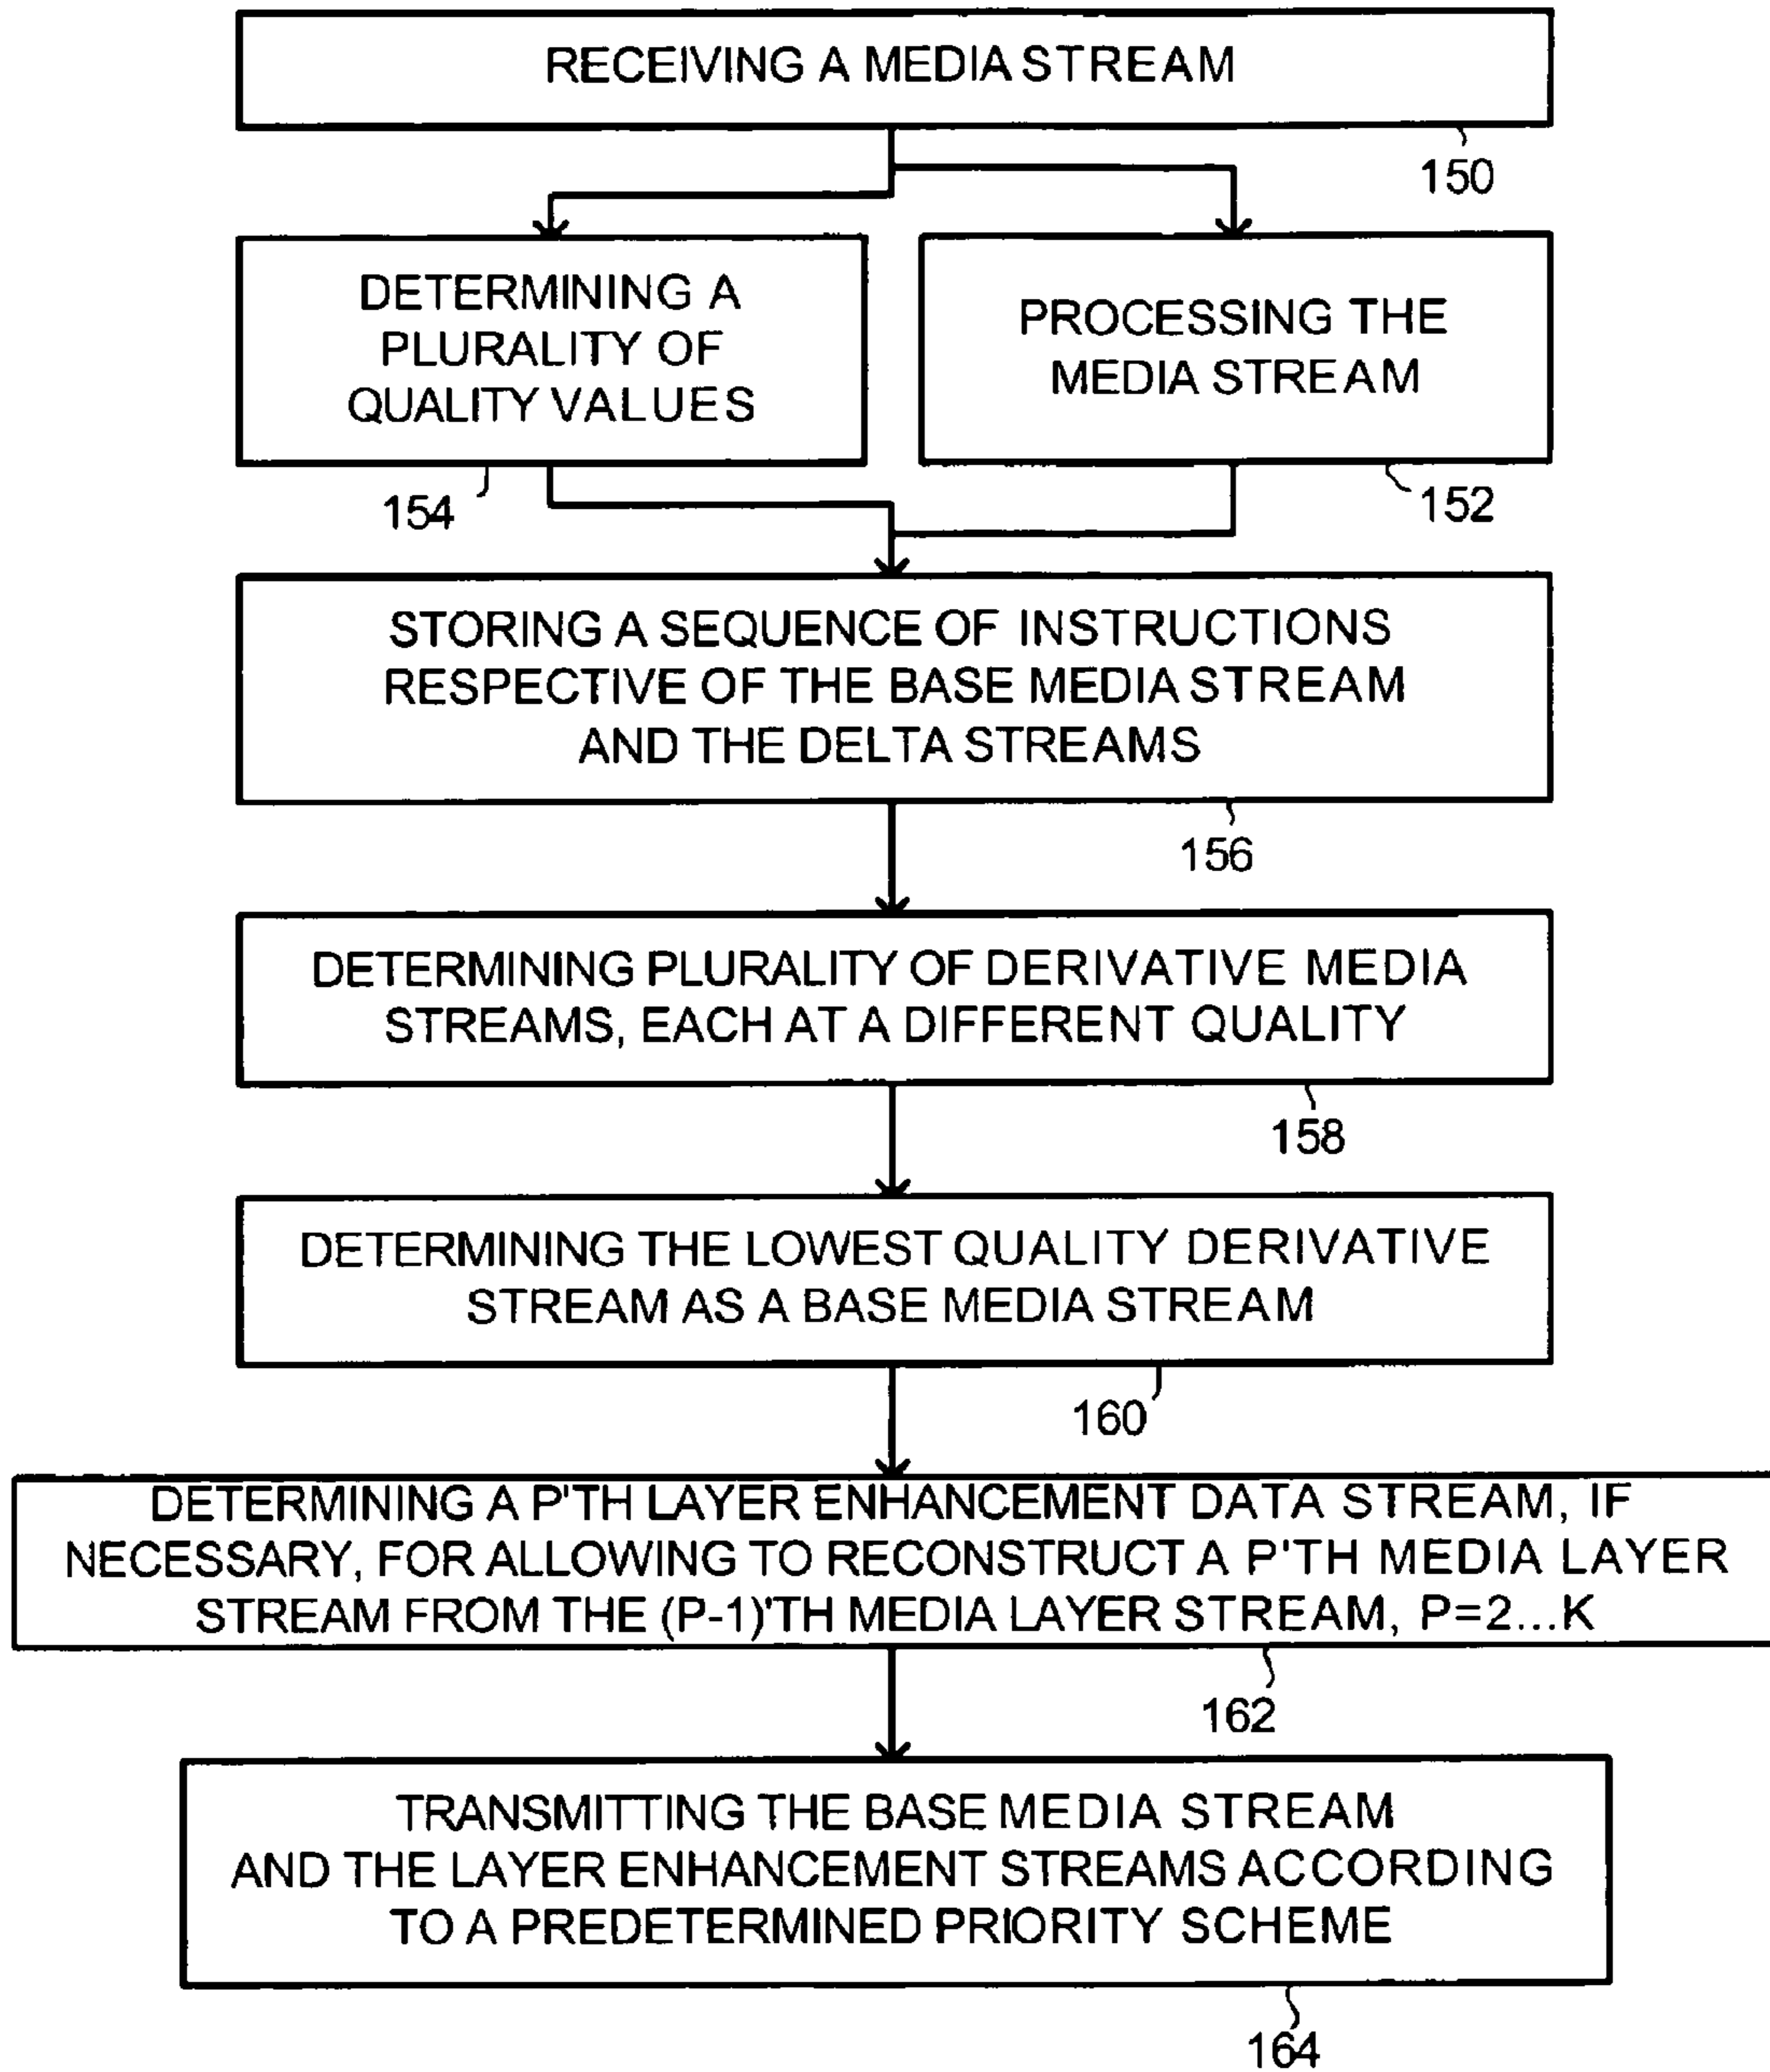 RECEIVING A MEDIA STREAM
150
DETERMINING A
PLURALITY OF
QUALITY VALUES
154
PROCESSING THE
MEDIA STREAM
152
STORING A SEQUENCE OF INSTRUCTIONS
RESPECTIVE OF THE BASE MEDIA STREAM
AND THE DELTA STREAMS
156
DETERMINING PLURALITY OF DERIVATIVE MEDIA
STREAMS, EACH AT A DIFFERENT QUALITY
158
DETERMINING THE LOWEST QUALITY DERIVATIVE
STREAM AS A BASE MEDIA STREAM
160
DETERMINING A P'TH LAYER ENHANCEMENT DATA STREAM, IF
NECESSARY, FOR ALLOWING TO RECONSTRUCT A P'TH MEDIA LAYER
STREAM FROM THE (P-1)'TH MEDIA LAYER STREAM, P=2...K
162
TRANSMITTING THE BASE MEDIA STREAM
AND THE LAYER ENHANCEMENT STREAMS ACCORDING
TO A PREDETERMINED PRIORITY SCHEME
164